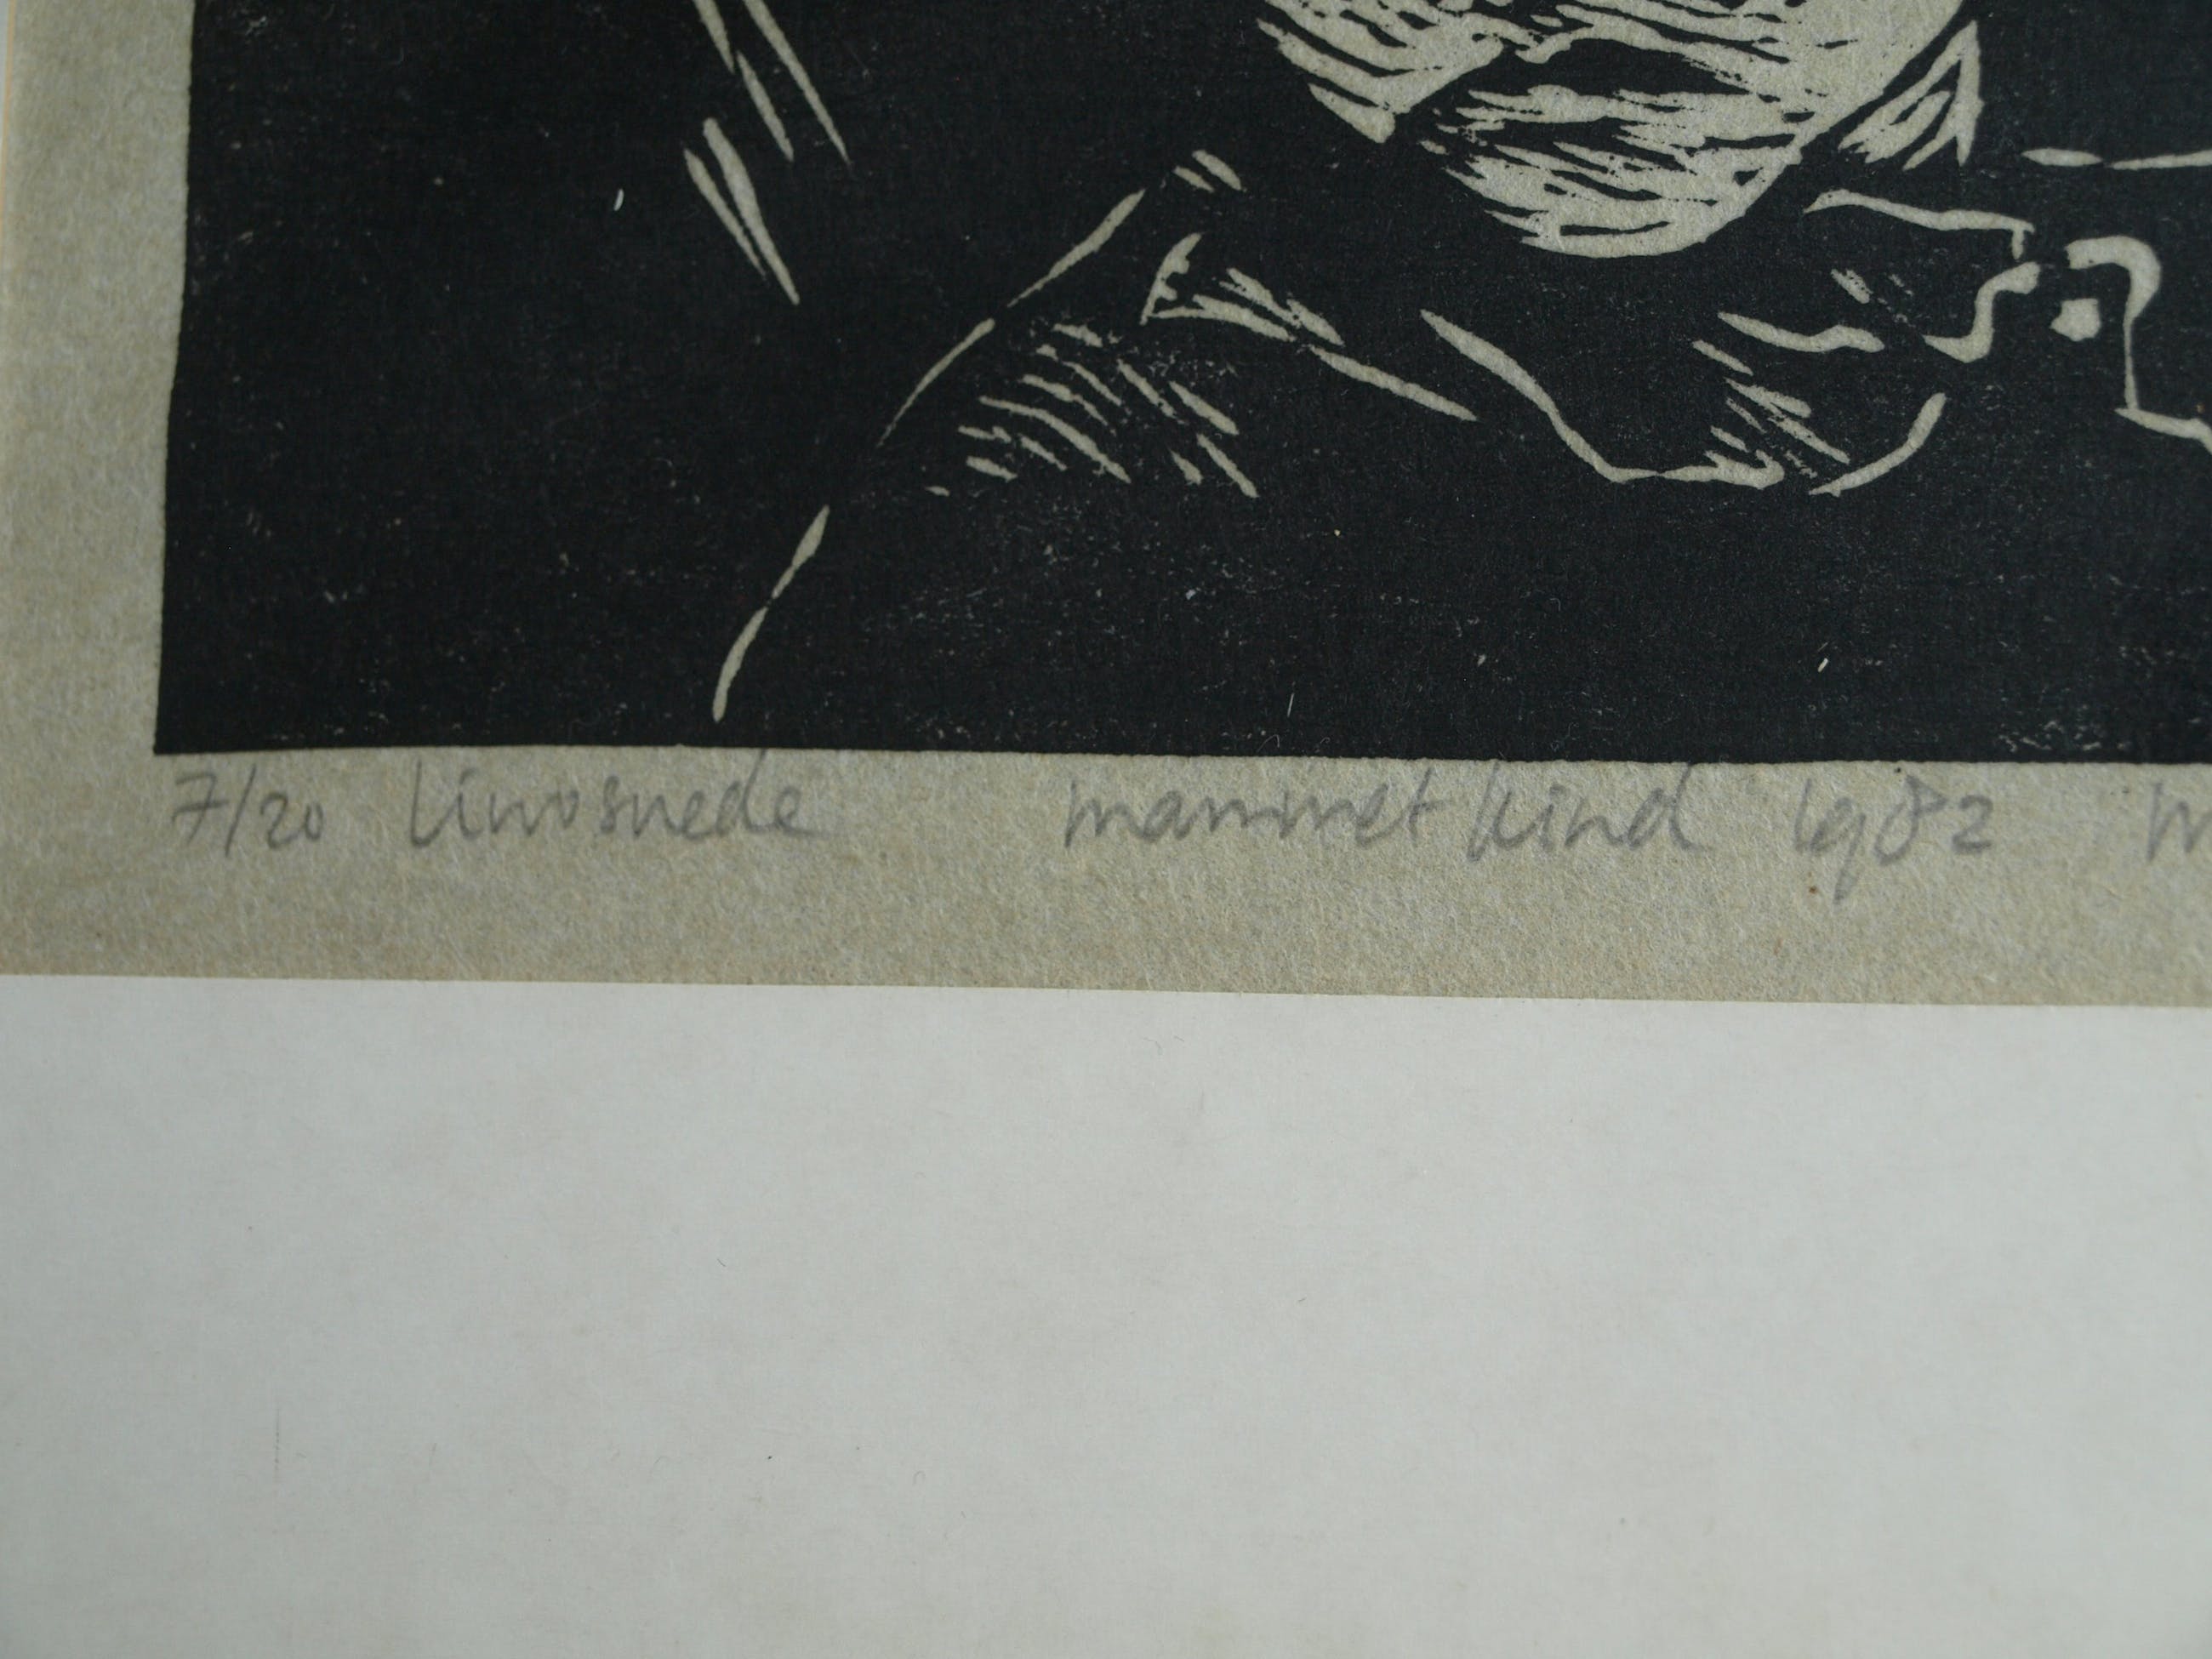 7/20 linosnede man met kind 1982